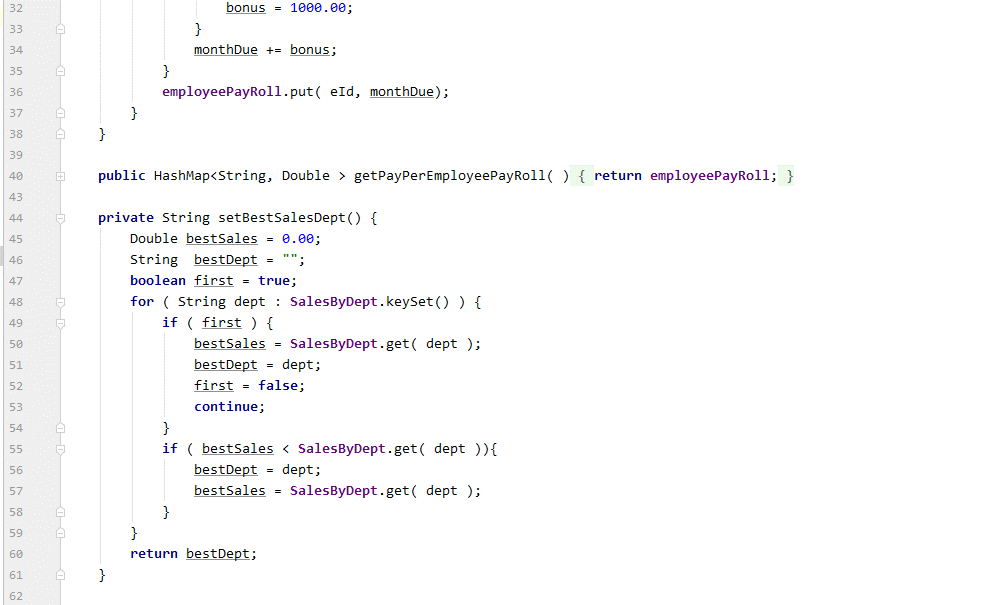 32 bonus = 1000.00;
33 }
34 monthDue += bonus;
35 }
36 employeePayRoll.put( eId, monthDue);
37 }
38 }
39
40 public HashMap<String, Double > getPayPerEmployeePayRoll( ) { return employeePayRoll; }
43
44 private String setBestSalesDept() {
45 Double bestSales = 0.00;
46 String  bestDept = "";
47 boolean first = true;
48 for ( String dept : SalesByDept.keySet() ) {
49 if ( first ) {
50 bestSales = SalesByDept.get( dept );
51 bestDept = dept;
52 first = false;
53 continue;
54 }
55 if ( bestSales < SalesByDept.get( dept )){
56 bestDept = dept;
57 bestSales = SalesByDept.get( dept );
58 }
59 }
60 return bestDept;
61 }
62